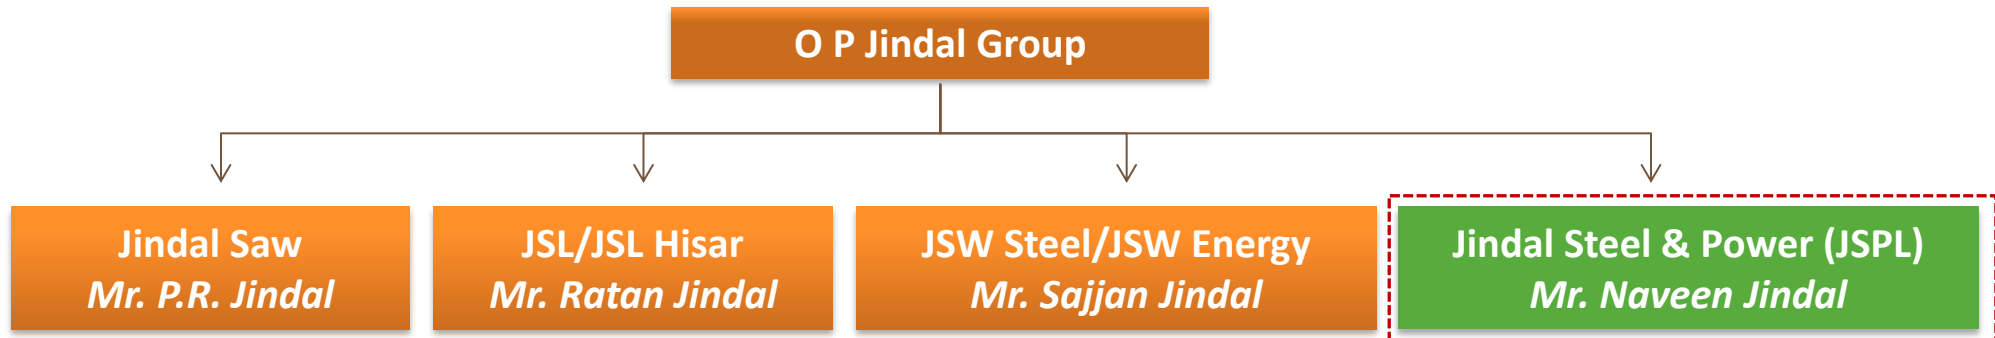 O P Jindal Group
Jindal Saw
Mr. P.R. Jindal
JSL/JSL Hisar
Mr. Ratan Jindal
JSW Steel/JSW Energy
Mr. Sajjan Jindal
Jindal Steel & Power (JSPL)
Mr. Naveen Jindal